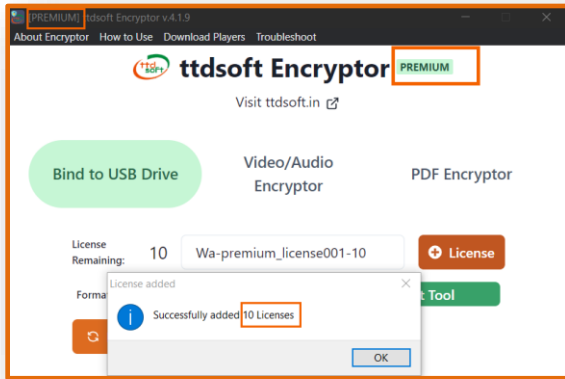 [PREMIUM] ttdsoft Encryptor v.4.1.9
About Encryptor How to Use Download Players Troubleshoot
ttd soft ttdsoft Encryptor PREMIUM
Visit ttdsoft.in
Bind to USB Drive
Video/Audio
Encryptor
PDF Encryptor
License
Remaining:
10
Wa-premium_license001-10
License
License added
Successfully added 10 Licenses
OK
Tool